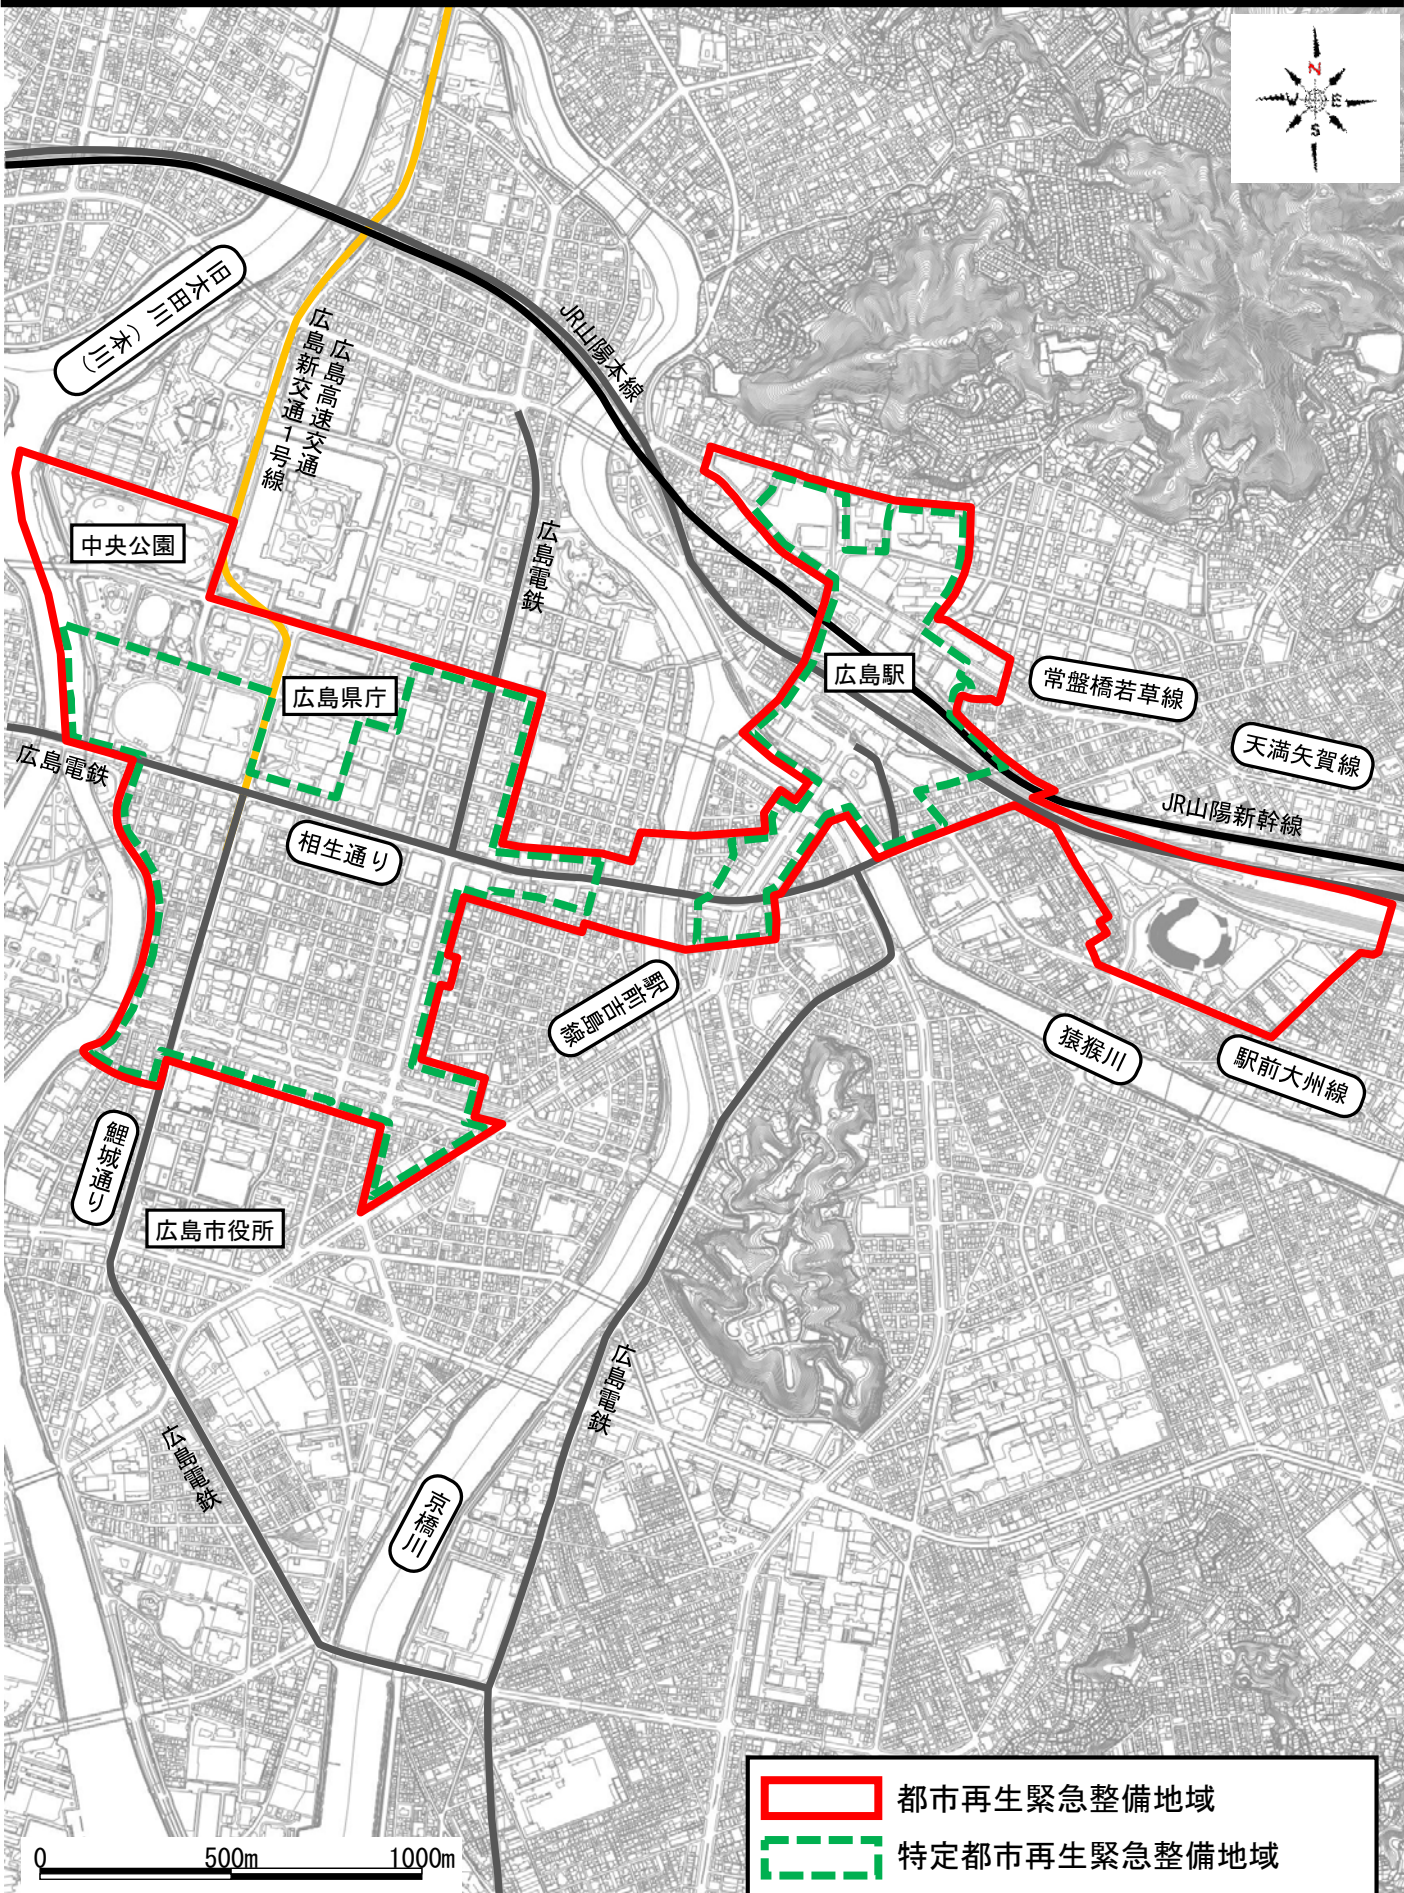 N
W
E
S
旧太田川（本川）
広島高速交通
広島新交通1号線
JR山陽本線
中央公園
広島電鉄
広島県庁
広島駅
常盤橋若草線
天満矢賀線
広島電鉄
JR山陽新幹線
相生通り
駅前吉島線
猿猴川
駅前大州線
鯉城通り
広島市役所
広島電鉄
広島電鉄
京橋川
都市再生緊急整備地域
特定都市再生緊急整備地域
0 500m 1000m